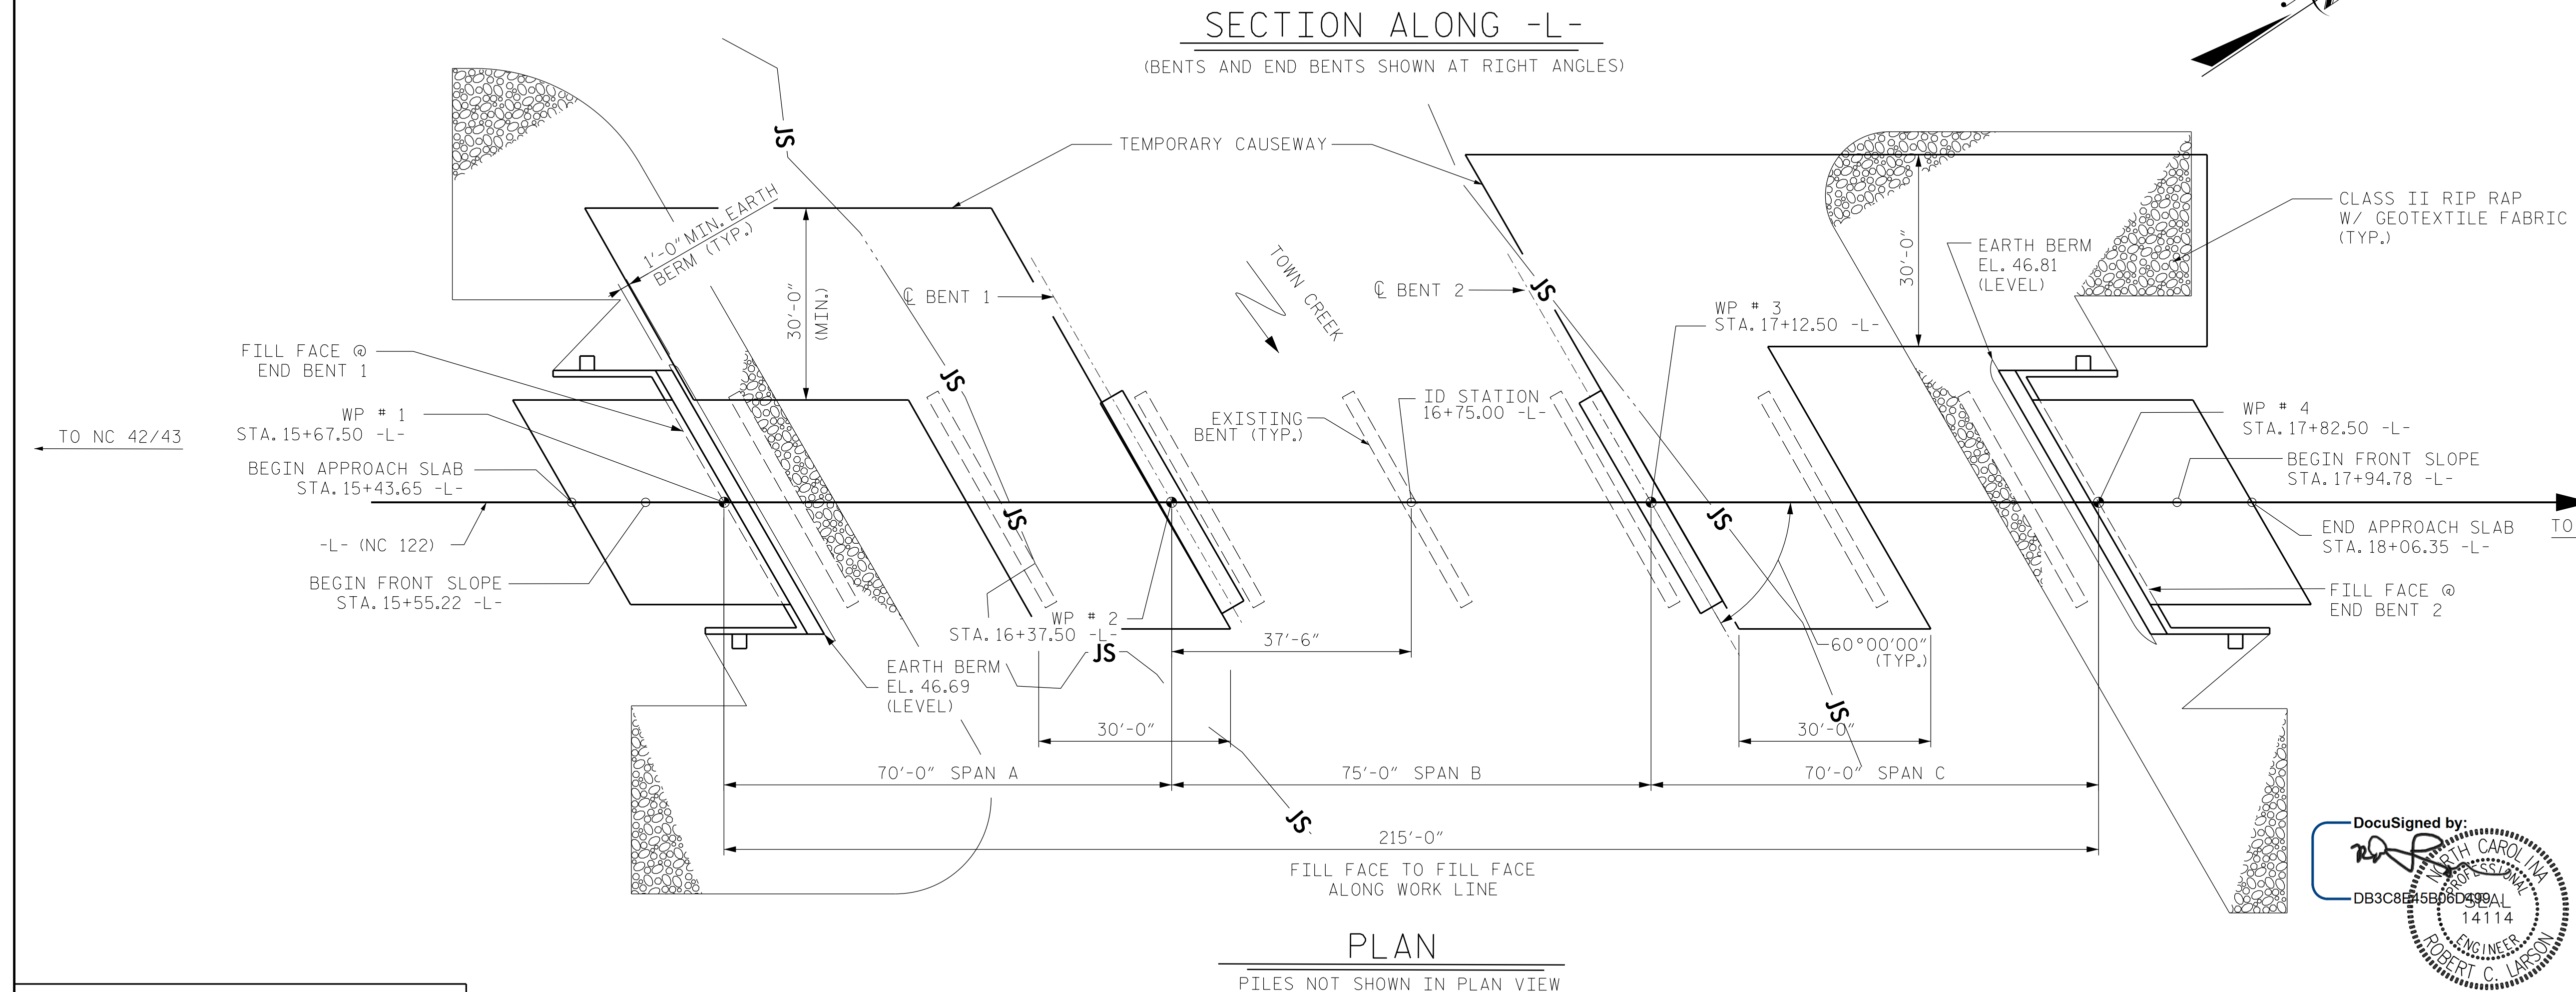 SECTION ALONG -L-
(BENTS AND END BENTS SHOWN AT RIGHT ANGLES)
JS
TEMPORARY CAUSEWAY
1'-0" MIN. EARTH
BERM (TYP.)
30'-0"
(MIN.)
℄ BENT 1
TOWN CREEK
℄ BENT 2
JS
WP # 3
STA. 17+12.50 -L-
30'-0"
EARTH BERM
EL. 46.81
(LEVEL)
CLASS II RIP RAP
W/ GEOTEXTILE FABRIC
(TYP.)
FILL FACE @
END BENT 1
WP # 1
STA. 15+67.50 -L-
TO NC 42/43
BEGIN APPROACH SLAB
STA. 15+43.65 -L-
JS
EXISTING
BENT (TYP.)
ID STATION
16+75.00 -L-
WP # 4
STA. 17+82.50 -L-
BEGIN FRONT SLOPE
STA. 17+94.78 -L-
JS
JS
-L- (NC 122)
BEGIN FRONT SLOPE
STA. 15+55.22 -L-
END APPROACH SLAB
STA. 18+06.35 -L-
TO
FILL FACE @
END BENT 2
WP # 2
STA. 16+37.50 -L-
JS
37'-6"
60°00'00"
(TYP.)
EARTH BERM
EL. 46.69
(LEVEL)
JS
30'-0"
30'-0"
70'-0" SPAN A
75'-0" SPAN B
70'-0" SPAN C
JS
215'-0"
FILL FACE TO FILL FACE
ALONG WORK LINE
DocuSigned by:
DB3C8E45B06D499...
NORTH CAROLINA
PROFESSIONAL
SEAL
14114
ENGINEER
ROBERT C. LARSON
PLAN
PILES NOT SHOWN IN PLAN VIEW